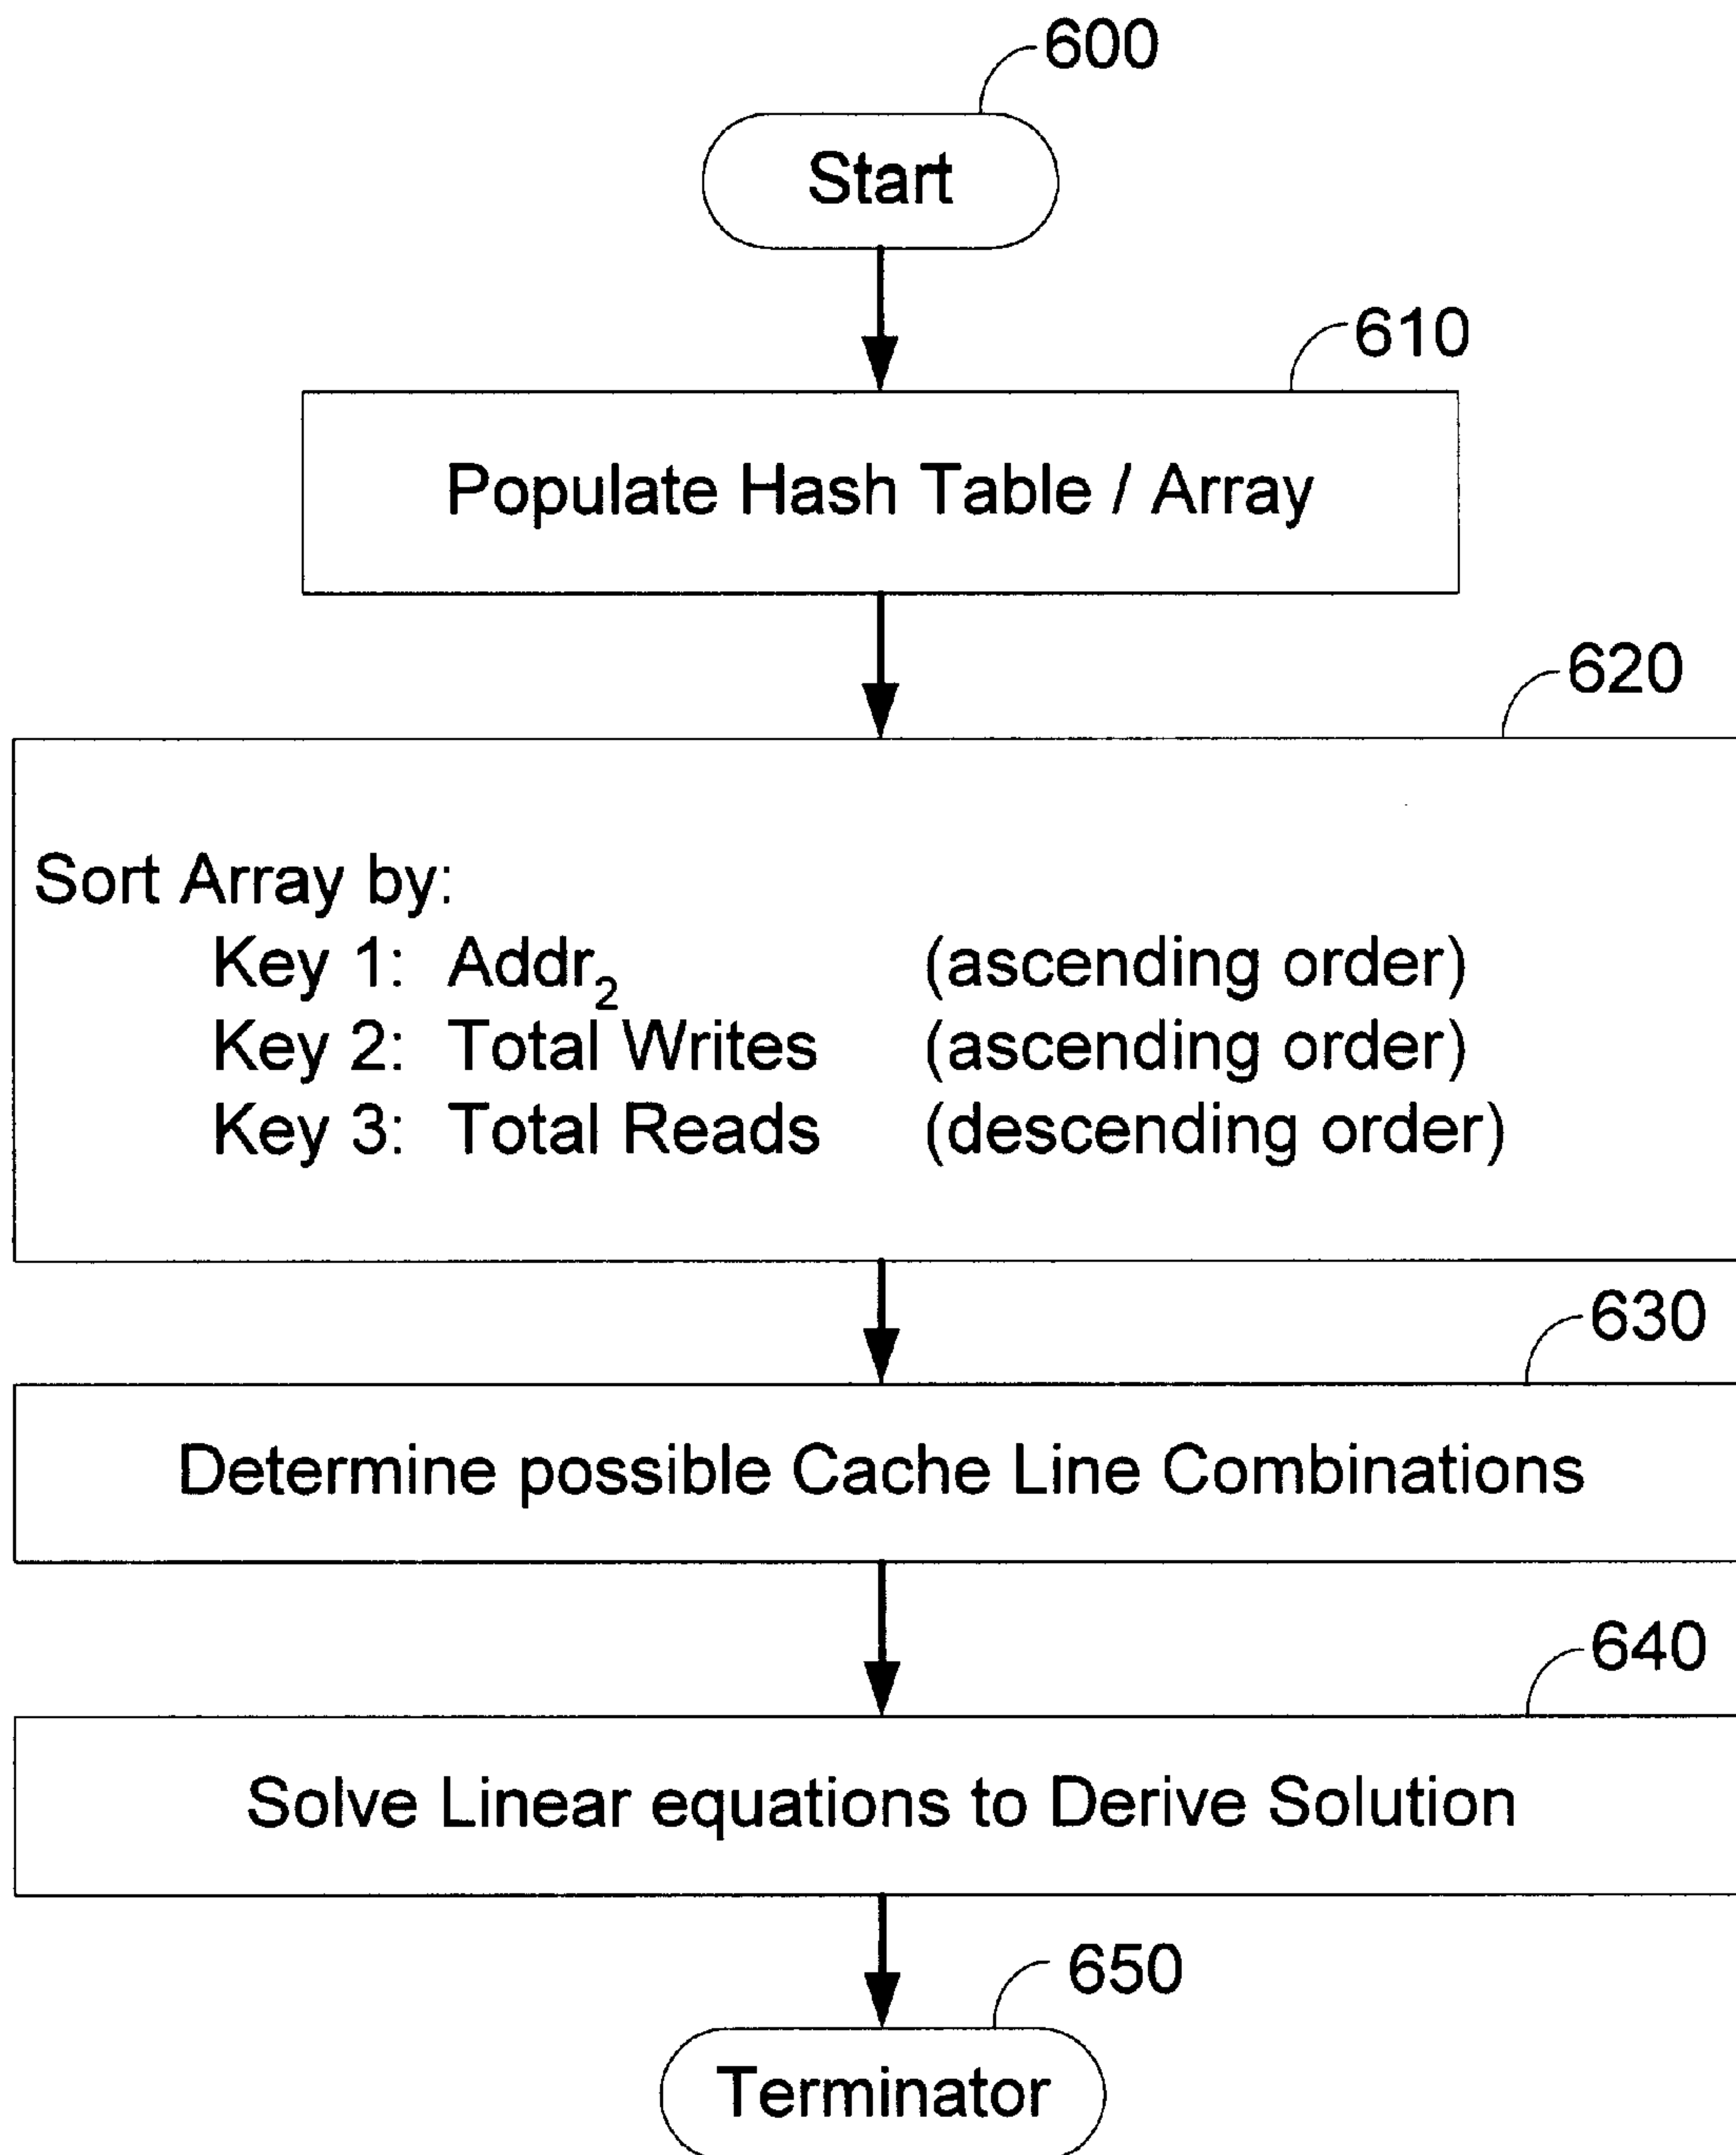 600
Start
610
Populate Hash Table / Array
620
Sort Array by:
Key 1: Addr₂ (ascending order)
Key 2: Total Writes (ascending order)
Key 3: Total Reads (descending order)
630
Determine possible Cache Line Combinations
640
Solve Linear equations to Derive Solution
650
Terminator